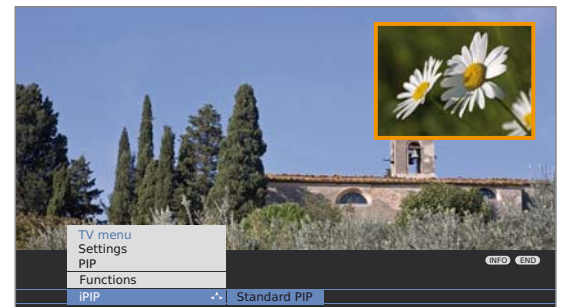 TV menu
Settings
PIP
Functions
iPIP Standard PIP
INFO END